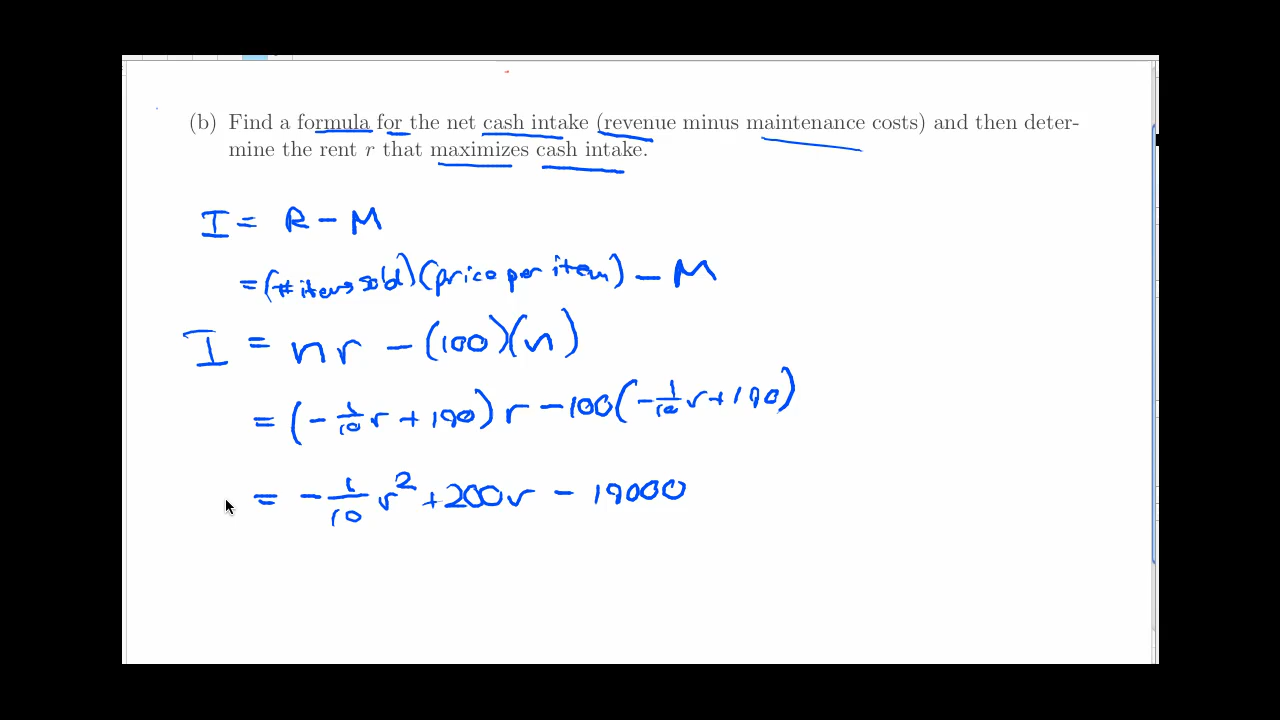 (b) Find a formula for the net cash intake (revenue minus maintenance costs) and then deter-
mine the rent r that maximizes cash intake.
I = R - M
= (# items sold)(price per item) - M
I = nr - (100)(n)
= (-1/10 r + 190) r - 100(-1/10 r + 190)
= -1/10 r² + 200r - 19000